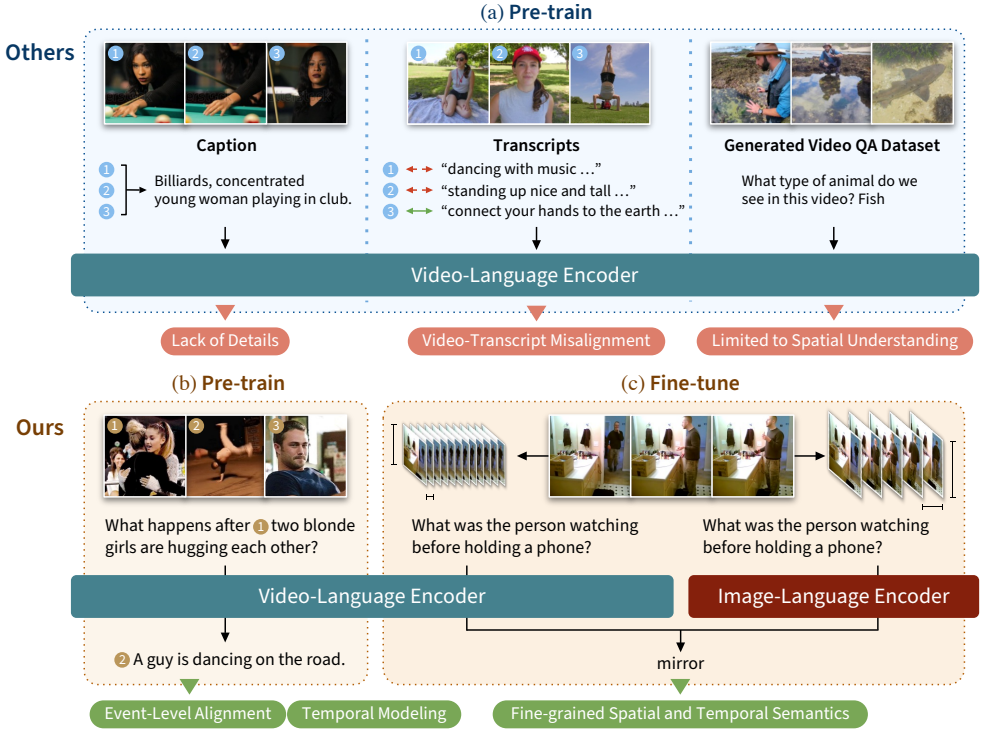 (a) Pre-train
Others
1 2 3
1 2 3
Caption
Transcripts
Generated Video QA Dataset
1
2
3
Billiards, concentrated
young woman playing in club.
1 “dancing with music ...”
2 “standing up nice and tall ...”
3 “connect your hands to the earth ...”
What type of animal do we
see in this video? Fish
Video-Language Encoder
Lack of Details
Video-Transcript Misalignment
Limited to Spatial Understanding
(b) Pre-train
(c) Fine-tune
Ours
1 2 3
What happens after 1 two blonde
girls are hugging each other?
What was the person watching
before holding a phone?
What was the person watching
before holding a phone?
Video-Language Encoder
Image-Language Encoder
2 A guy is dancing on the road.
mirror
Event-Level Alignment
Temporal Modeling
Fine-grained Spatial and Temporal Semantics